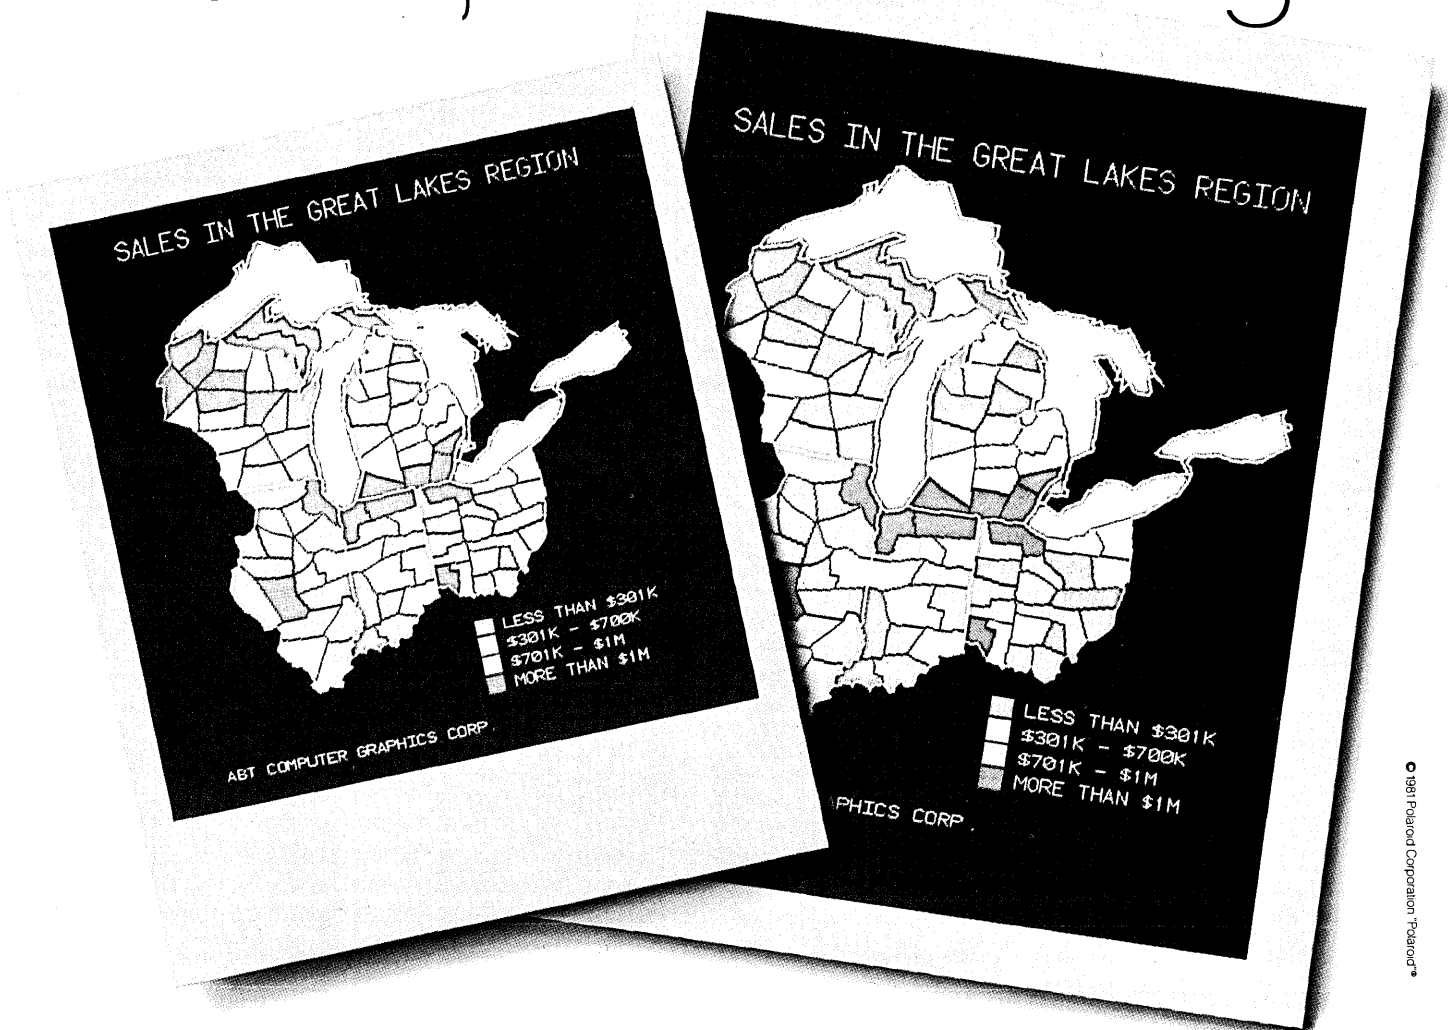 SALES IN THE GREAT LAKES REGION
LESS THAN $301K
$301K - $700K
$701K - $1M
MORE THAN $1M
ABT COMPUTER GRAPHICS CORP.
SALES IN THE GREAT LAKES REGION
LESS THAN $301K
$301K - $700K
$701K - $1M
MORE THAN $1M
APHICS CORP.
© 1981 Polaroid Corporation "Polaroid"®